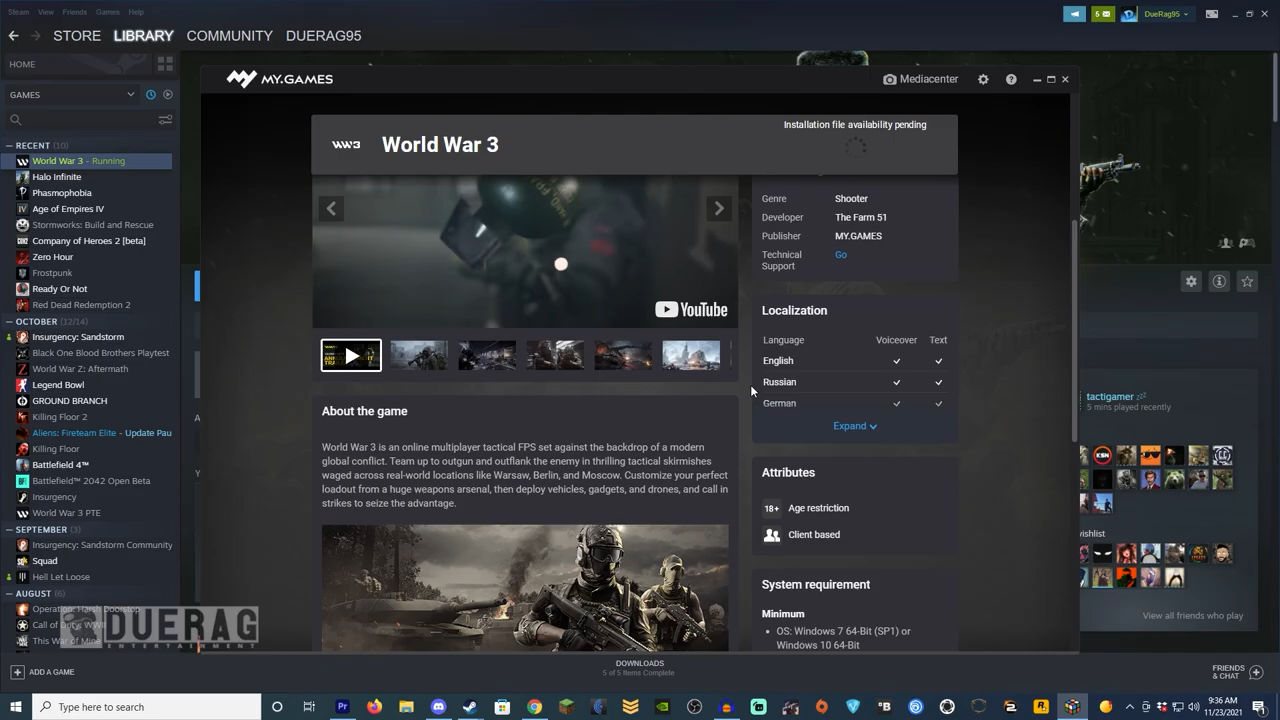 Steam View Friends Games Help
5 DueRag95
STORE LIBRARY COMMUNITY DUERAG95
HOME
GAMES
RECENT (10)
World War 3 - Running
Halo Infinite
Phasmophobia
Age of Empires IV
Stormworks: Build and Rescue
Company of Heroes 2 [beta]
Zero Hour
Frostpunk
Ready Or Not
Red Dead Redemption 2
OCTOBER (12/14)
Insurgency: Sandstorm
Black One Blood Brothers Playtest
World War Z: Aftermath
Legend Bowl
GROUND BRANCH
Killing Floor 2
Aliens: Fireteam Elite - Update Pau
Killing Floor
Battlefield 4™
Battlefield™ 2042 Open Beta
Insurgency
World War 3 PTE
SEPTEMBER (3)
Insurgency: Sandstorm Community
Squad
Hell Let Loose
AUGUST (6)
Operation: Harsh Doorstop
Call of Duty: WWII
This War of Mine
DUERAG
ENTERTAINMENT
ADD A GAME
MY.GAMES
Mediacenter
WW3 World War 3
Installation file availability pending
YouTube
About the game
World War 3 is an online multiplayer tactical FPS set against the backdrop of a modern
global conflict. Team up to outgun and outflank the enemy in thrilling tactical skirmishes
waged across real-world locations like Warsaw, Berlin, and Moscow. Customize your perfect
loadout from a huge weapons arsenal, then deploy vehicles, gadgets, and drones, and call in
strikes to seize the advantage.
Genre Shooter
Developer The Farm 51
Publisher MY.GAMES
Technical Support Go
Localization
Language Voiceover Text
English
Russian
German
Expand
Attributes
18+ Age restriction
Client based
System requirement
Minimum
• OS: Windows 7 64-Bit (SP1) or
Windows 10 64-Bit
tactigamer
5 mins played recently
KSN
wishlist
View all friends who play
DOWNLOADS
5 of 5 Items Complete
FRIENDS
& CHAT
Type here to search
9:36 AM
11/23/2021